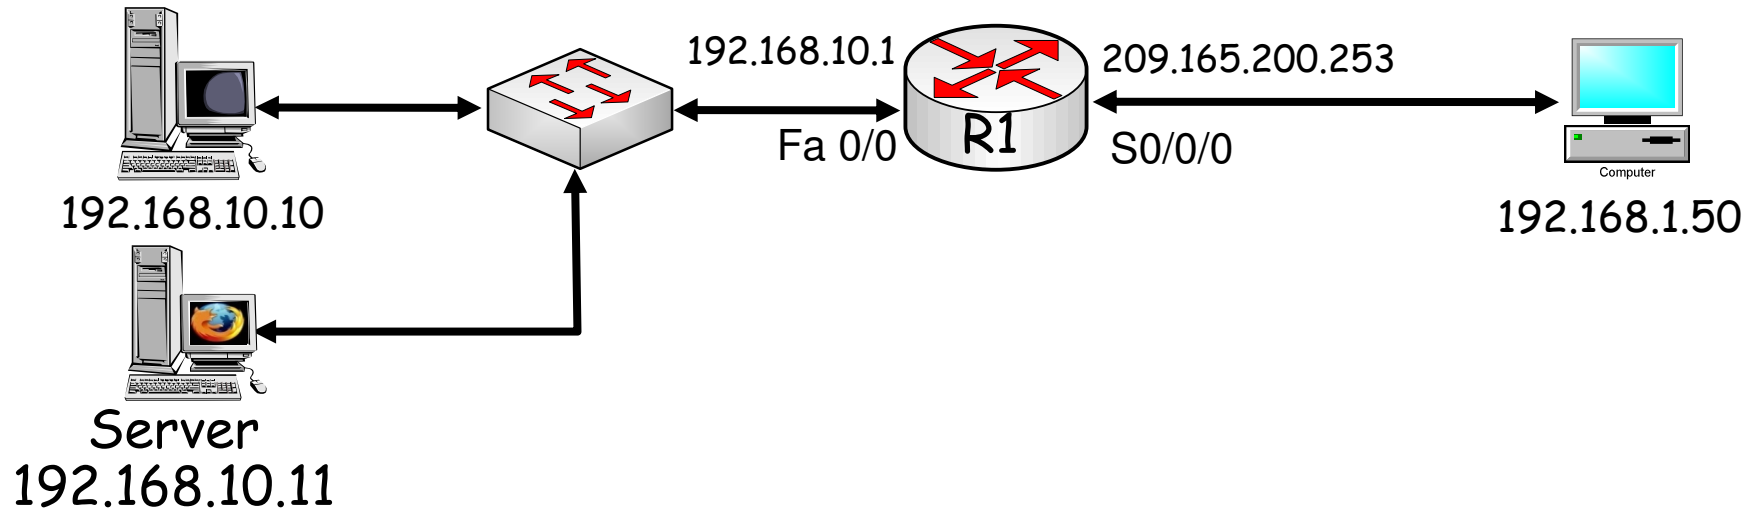 192.168.10.1
209.165.200.253
Fa 0/0
R1
S0/0/0
Computer
192.168.10.10
192.168.1.50
Server
192.168.10.11